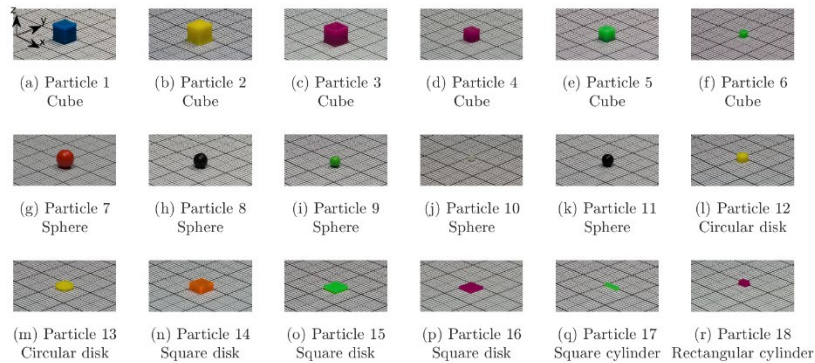 z
y
x
(a) Particle 1
Cube
(b) Particle 2
Cube
(c) Particle 3
Cube
(d) Particle 4
Cube
(e) Particle 5
Cube
(f) Particle 6
Cube
(g) Particle 7
Sphere
(h) Particle 8
Sphere
(i) Particle 9
Sphere
(j) Particle 10
Sphere
(k) Particle 11
Sphere
(l) Particle 12
Circular disk
(m) Particle 13
Circular disk
(n) Particle 14
Square disk
(o) Particle 15
Square disk
(p) Particle 16
Square disk
(q) Particle 17
Square cylinder
(r) Particle 18
Rectangular cylinder